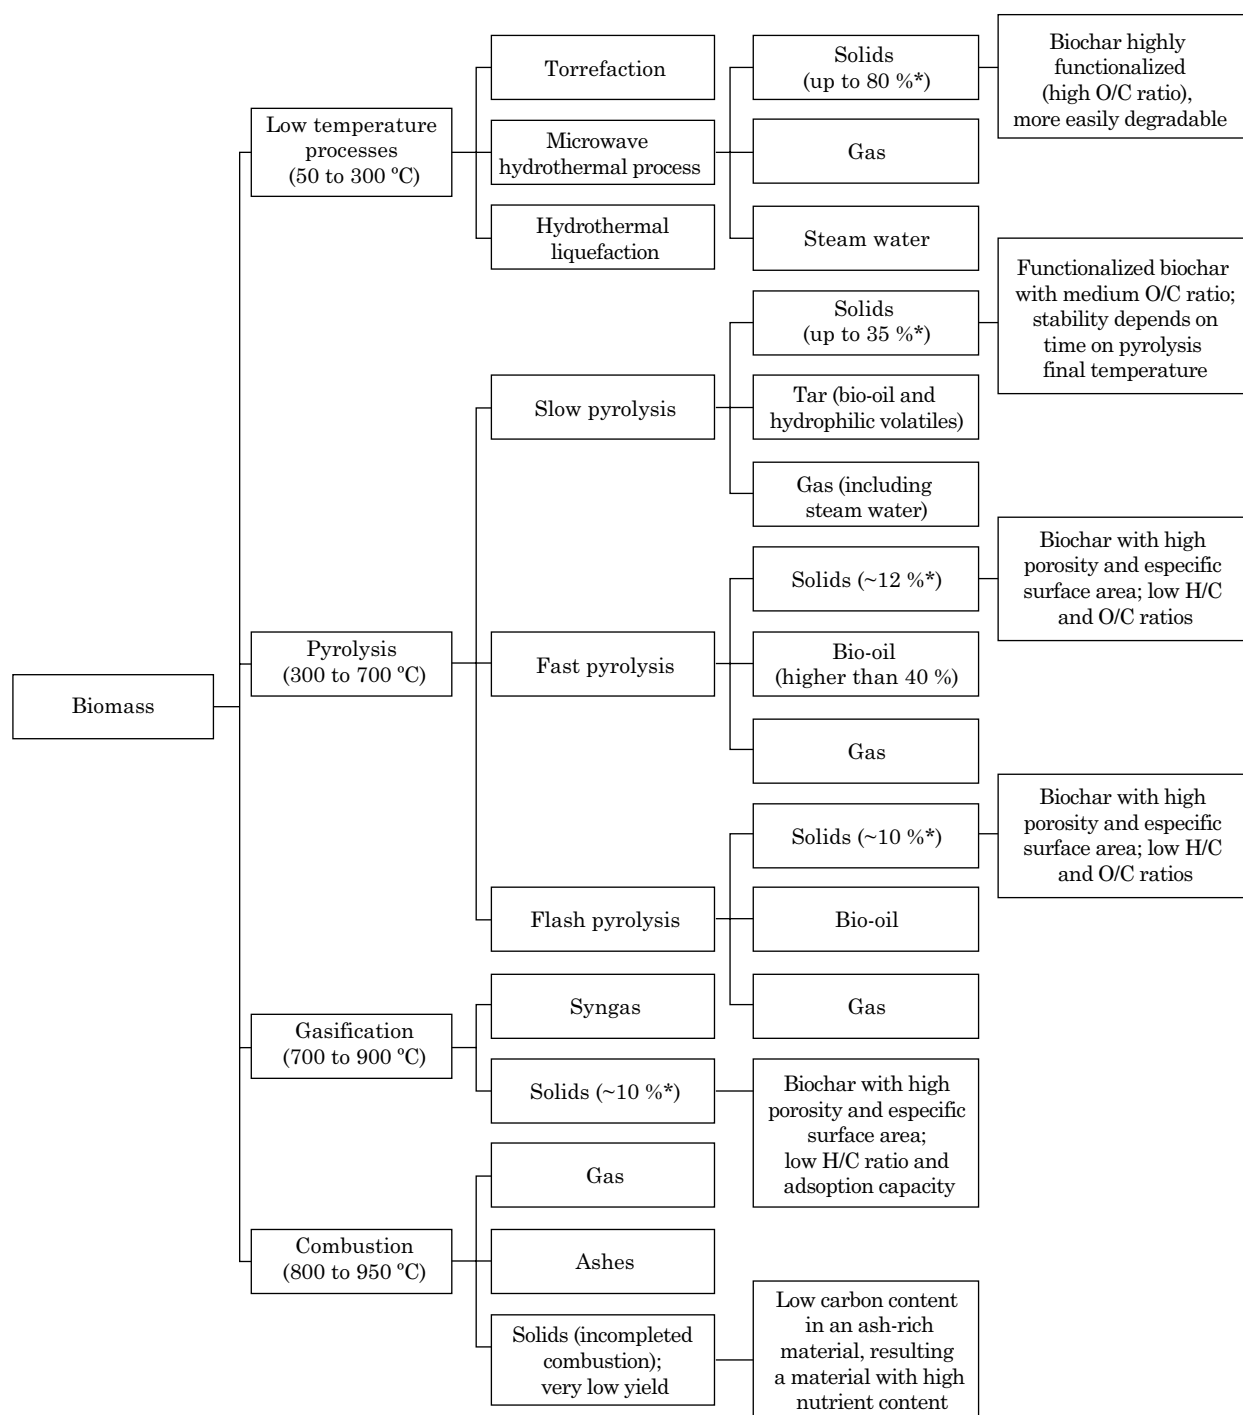 Biomass
Low temperature
processes
(50 to 300 ºC)
Torrefaction
Microwave
hydrothermal process
Hydrothermal
liquefaction
Solids
(up to 80 %*)
Biochar highly
functionalized
(high O/C ratio),
more easily degradable
Gas
Steam water
Pyrolysis
(300 to 700 ºC)
Slow pyrolysis
Solids
(up to 35 %*)
Functionalized biochar
with medium O/C ratio;
stability depends on
time on pyrolysis
final temperature
Tar (bio-oil and
hydrophilic volatiles)
Gas (including
steam water)
Fast pyrolysis
Solids (~12 %*)
Biochar with high
porosity and especific
surface area; low H/C
and O/C ratios
Bio-oil
(higher than 40 %)
Gas
Flash pyrolysis
Solids (~10 %*)
Biochar with high
porosity and especific
surface area; low H/C
and O/C ratios
Bio-oil
Gas
Gasification
(700 to 900 ºC)
Syngas
Solids (~10 %*)
Biochar with high
porosity and especific
surface area;
low H/C ratio and
adsoption capacity
Combustion
(800 to 950 ºC)
Gas
Ashes
Solids (incompleted
combustion);
very low yield
Low carbon content
in an ash-rich
material, resulting
a material with high
nutrient content